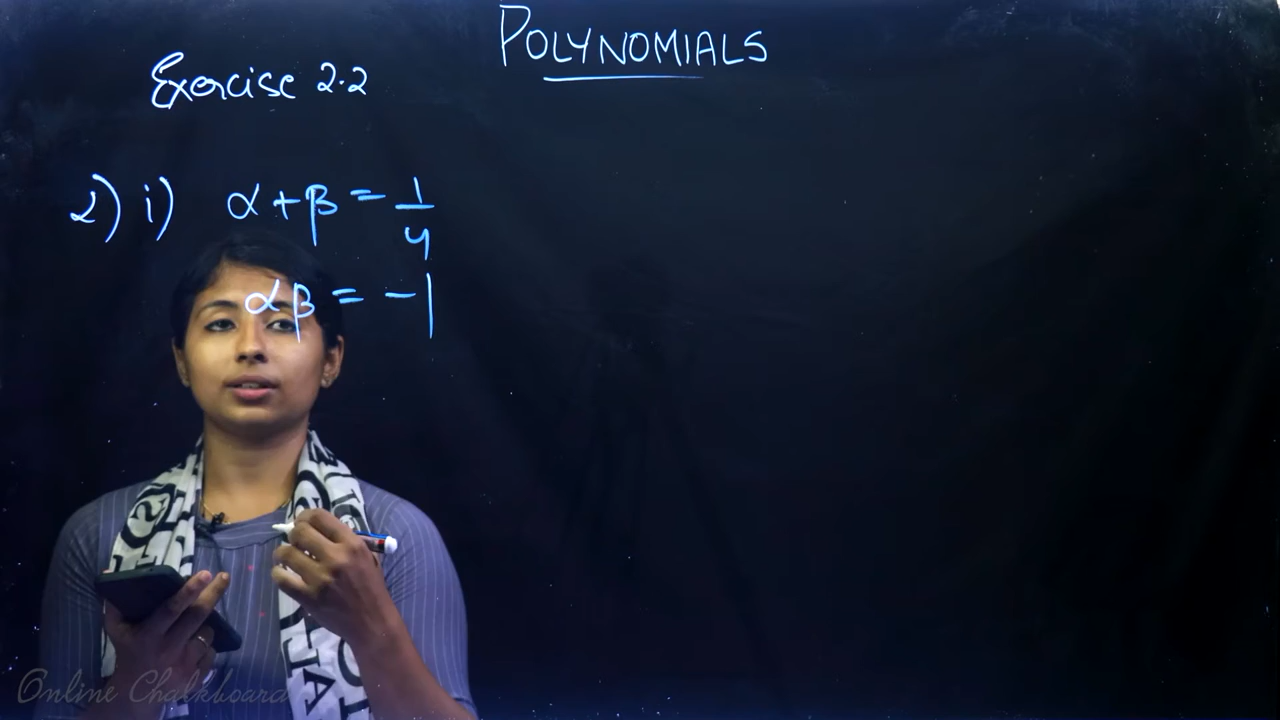 POLYNOMIALS
Exercise 2.2
2) i) α + β = 1/4
αβ = -1
Online Chalkboard